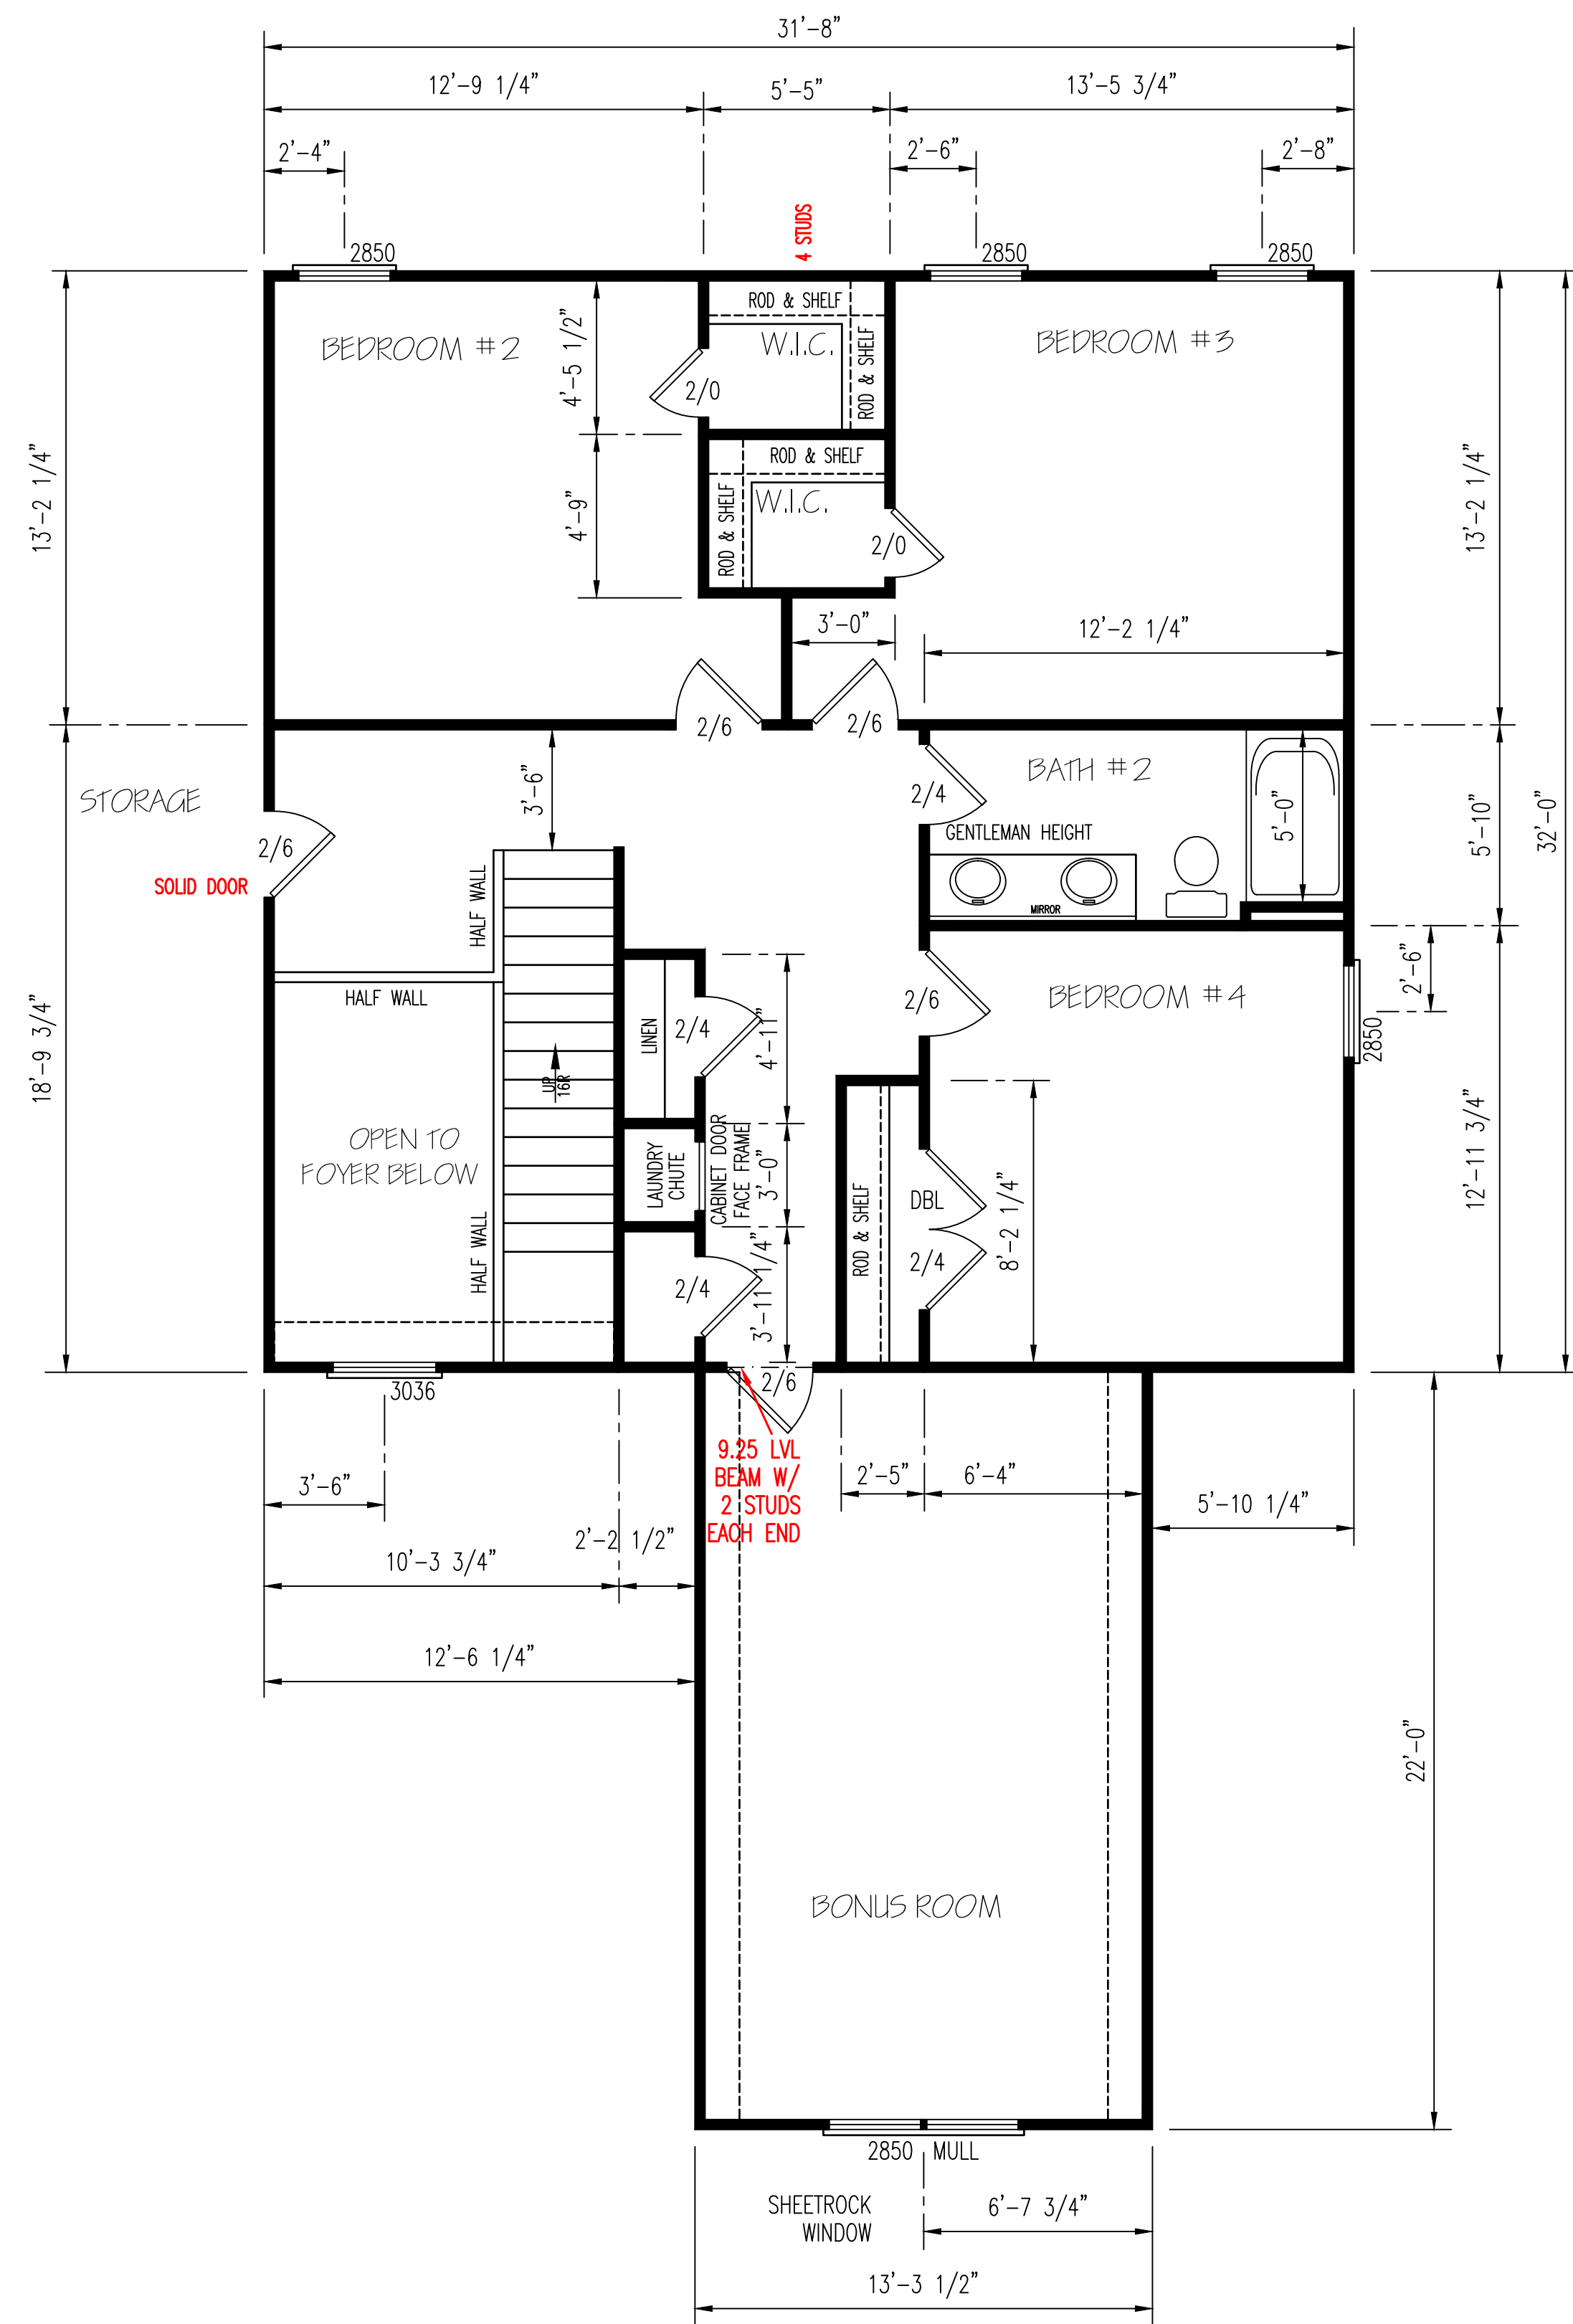 31'-8"
12'-9 1/4"
5'-5"
13'-5 3/4"
2'-4"
2'-6"
2'-8"
4 STUDS
2850
2850
2850
ROD & SHELF
BEDROOM #2
4'-5 1/2"
W.I.C.
ROD & SHELF
BEDROOM #3
2/0
13'-2 1/4"
ROD & SHELF
4'-9"
ROD & SHELF
W.I.C.
2/0
13'-2 1/4"
3'-0"
12'-2 1/4"
2/6
2/6
STORAGE
3'-6"
BATH #2
2/4
5'-0"
5'-10"
32'-0"
2/6
GENTLEMAN HEIGHT
SOLID DOOR
HALF WALL
MIRROR
HALF WALL
2/6
BEDROOM #4
2'-6"
2850
18'-9 3/4"
LINEN
2/4
4'-11"
UP
16R
OPEN TO
FOYER BELOW
LAUNDRY
CHUTE
CABINET DOOR
FACE FRAME
3'-0"
12'-11 3/4"
HALF WALL
ROD & SHELF
DBL
2/4
8'-2 1/4"
2/4
3'-11 1/4"
3036
2/6
9.25 LVL
BEAM W/
2 STUDS
EACH END
3'-6"
2'-5"
6'-4"
5'-10 1/4"
10'-3 3/4"
2'-2 1/2"
12'-6 1/4"
22'-0"
BONUS ROOM
2850 MULL
SHEETROCK
WINDOW
6'-7 3/4"
13'-3 1/2"